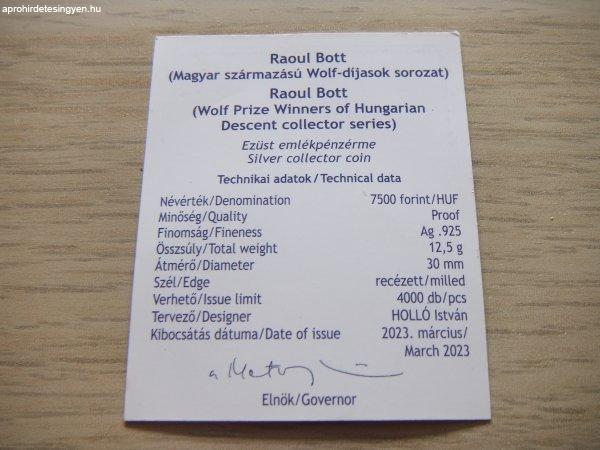 aprohirdetesingyen.hu
Raoul Bott
(Magyar származású Wolf-díjasok sorozat)
Raoul Bott
(Wolf Prize Winners of Hungarian
Descent collector series)
Ezüst emlékpénzérme
Silver collector coin
Technikai adatok/Technical data
Névérték/Denomination 7500 forint/HUF
Minőség/Quality Proof
Finomság/Fineness Ag .925
Összsúly/Total weight 12,5 g
Átmérő/Diameter 30 mm
Szél/Edge recézett/milled
Verhető/Issue limit 4000 db/pcs
Tervező/Designer HOLLÓ István
Kibocsátás dátuma/Date of issue 2023. március/
March 2023
Elnök/Governor